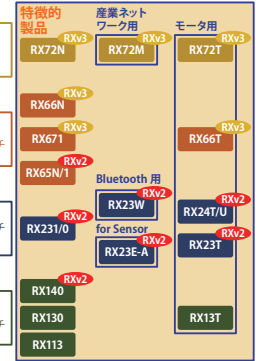 特徴的
製品
産業ネット
ワーク用
モータ用
RXv3
RX72N
RXv3
RX72M
RXv3
RX72T
RXv3
RX66N
RXv3
RX671
RXv3
RX66T
RXv2
RX65N/1
Bluetooth 用
RXv2
RX23W
RXv2
RX24T/U
RXv2
RX231/0
for Sensor
RXv2
RX23E-A
RXv2
RX23T
RXv2
RX140
RX130
RX13T
RX113